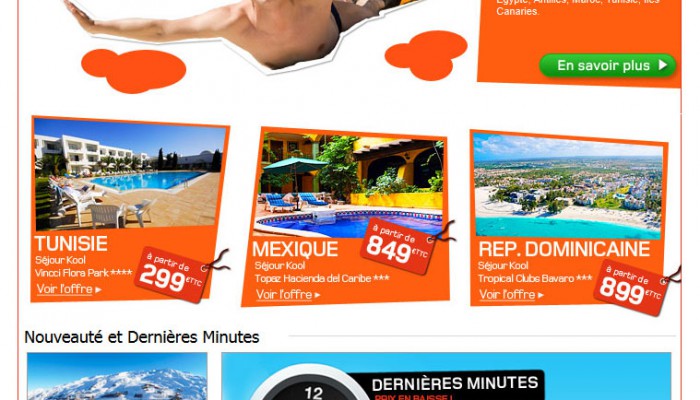 Egypte, Antilles, Maroc, Tunisie, Iles
Canaries.
En savoir plus
TUNISIE
Séjour Kool
Vincci Flora Park ****
Voir l'offre
à partir de
299 €TTC
MEXIQUE
Séjour Kool
Topaz Hacienda del Caribe ***
Voir l'offre
à partir de
849 €TTC
REP. DOMINICAINE
Séjour Kool
Tropical Clubs Bavaro ***
Voir l'offre
à partir de
899 €TTC
Nouveauté et Dernières Minutes
12
DERNIÈRES MINUTES
PRIX EN BAISSE !